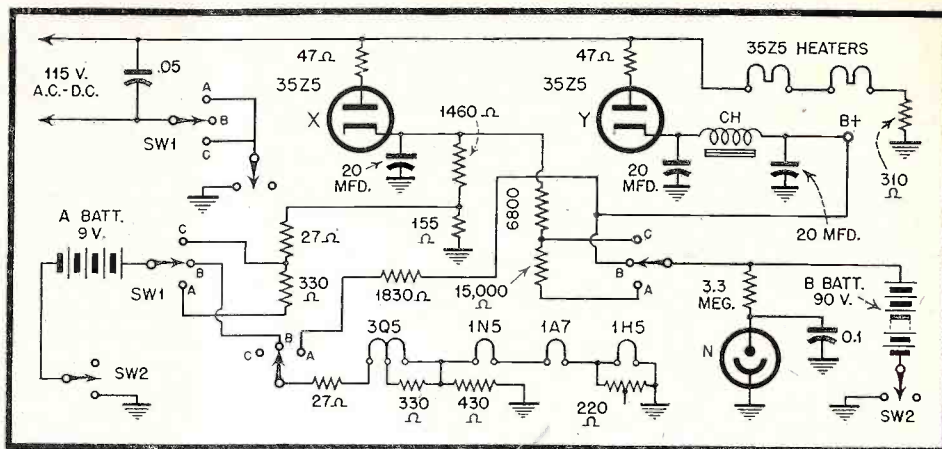 47Ω
47Ω
35Z5 HEATERS
115 V.
A.C.-D.C.
.05
35Z5
35Z5
A
B
C
SW1
X
1460Ω
Y
CH
B+
20
MFD.
20
MFD.
310
Ω
20 MFD.
A BATT.
9 V.
C
B
A
SW1
27Ω
155
Ω
6800
330
Ω
1830Ω
15,000
Ω
C
B
A
3.3
MEG.
B BATT.
90 V.
3Q5
1N5
1A7
1H5
C
B
A
N
0.1
SW2
27Ω
330
Ω
430
Ω
220
Ω
SW2